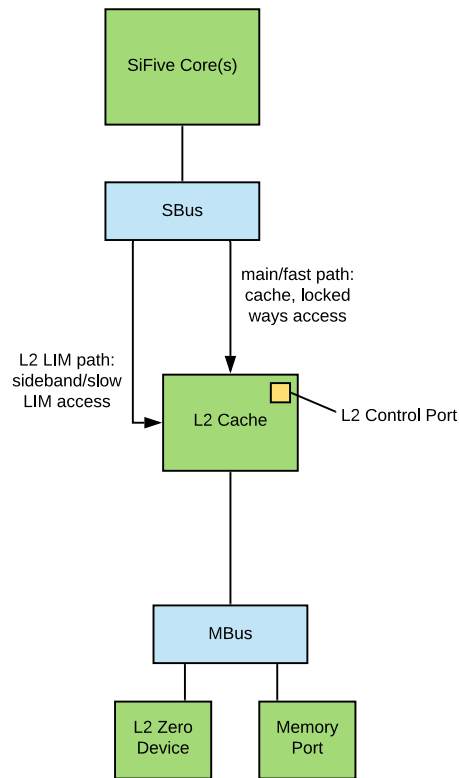 SiFive Core(s)
SBus
main/fast path:
cache, locked
ways access
L2 LIM path:
sideband/slow
LIM access
L2 Cache
L2 Control Port
MBus
L2 Zero
Device
Memory
Port